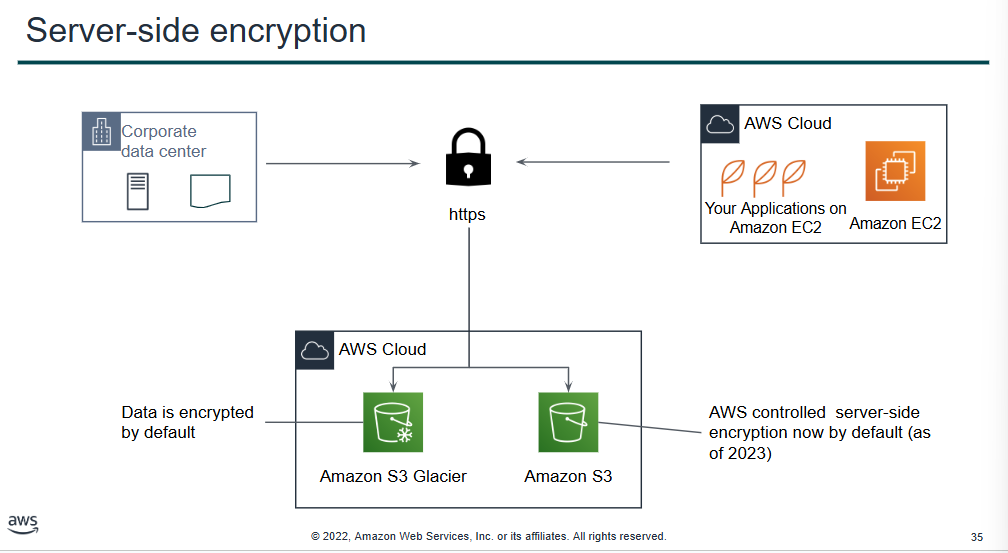 Server-side encryption
Corporate
data center
https
AWS Cloud
Your Applications on
Amazon EC2
Amazon EC2
AWS Cloud
Data is encrypted
by default
Amazon S3 Glacier
Amazon S3
AWS controlled  server-side
encryption now by default (as
of 2023)
aws
© 2022, Amazon Web Services, Inc. or its affiliates. All rights reserved.
35